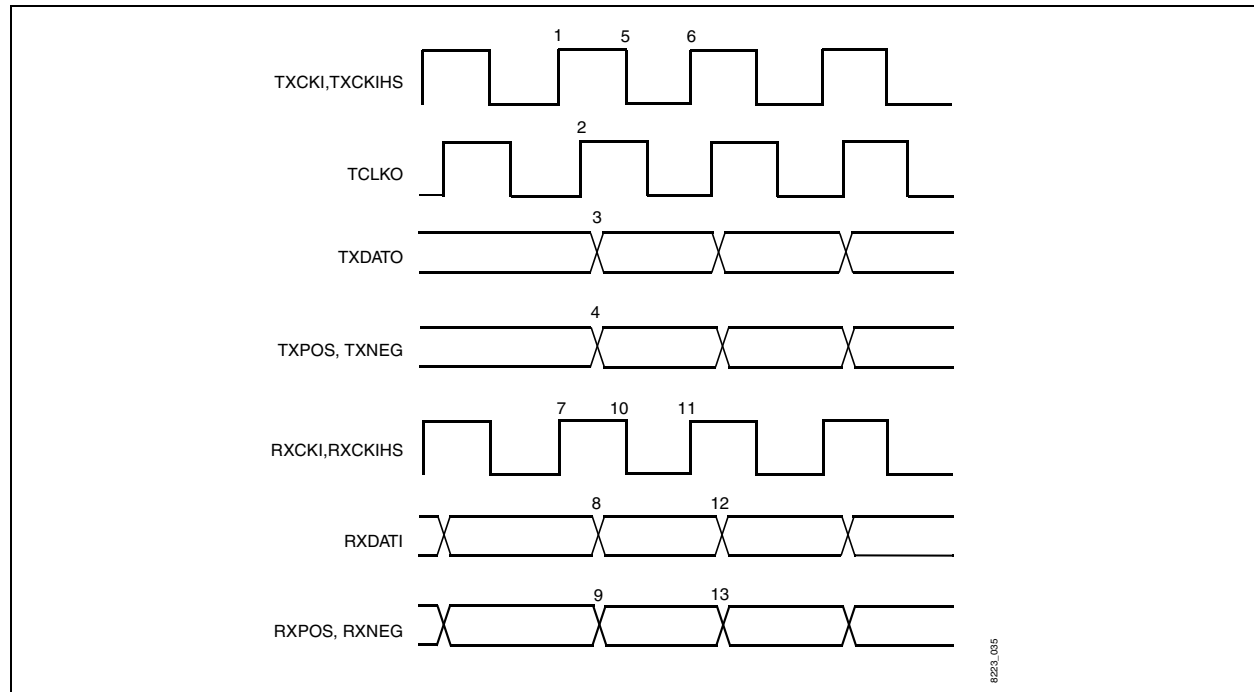 1 5 6
TXCKI,TXCKIHS
2
TCLKO
3
TXDATO
4
TXPOS, TXNEG
7 10 11
RXCKI,RXCKIHS
8 12
RXDATI
9 13
RXPOS, RXNEG
8223_035